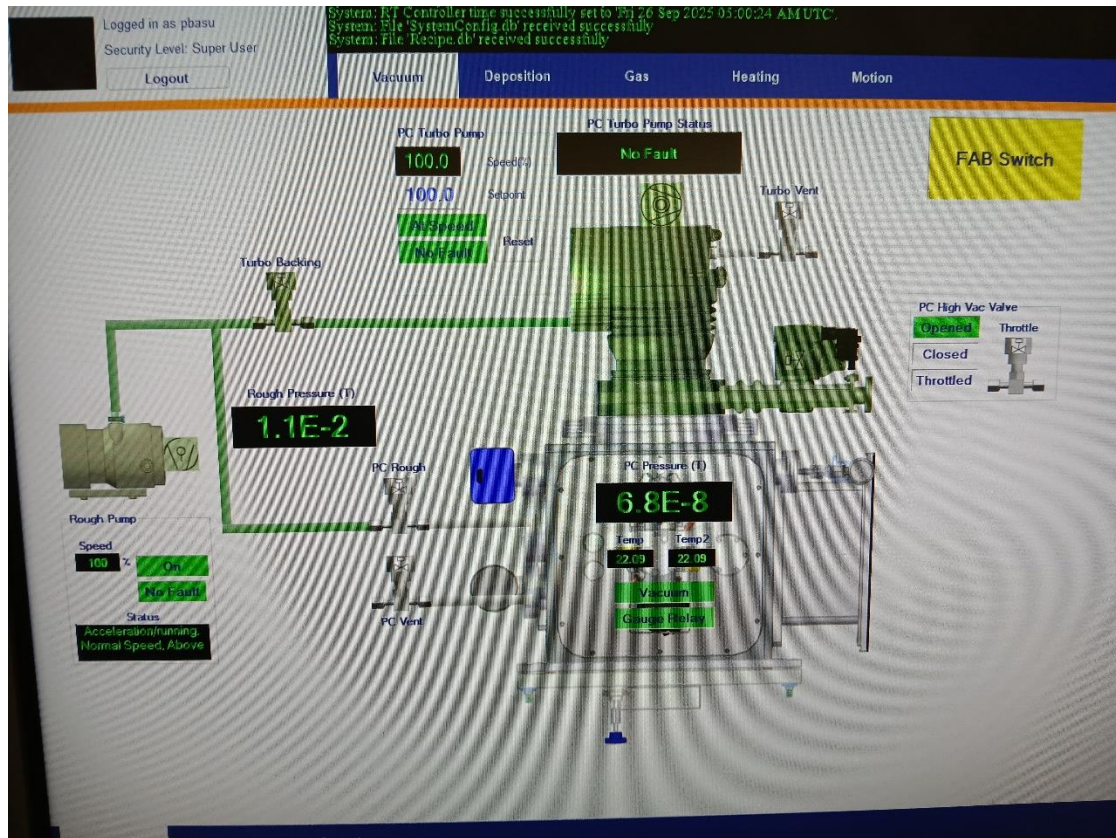 Logged in as pbasu
Security Level: Super User
Logout
System: RT Controller time successfully set to 'Fri 26 Sep 2025 05:00:24 AM UTC'.
System: File 'SystemConfig.db' received successfully
System: File 'Recipe.db' received successfully
Vacuum
Deposition
Gas
Heating
Motion
PC Turbo Pump
100.0 Speed(%)
100.0 Setpoint
At Speed
No Fault
Reset
PC Turbo Pump Status
No Fault
FAB Switch
Turbo Vent
Turbo Backing
PC High Vac Valve
Opened
Closed
Throttled
Throttle
Rough Pressure (T)
1.1E-2
PC Rough
PC Vent
PC Pressure (T)
6.8E-8
Temp Temp2
22.09 22.09
Vacuum
Gauge Relay
Rough Pump
Speed
100 %
On
No Fault
Status
Acceleration/running,
Normal Speed, Above